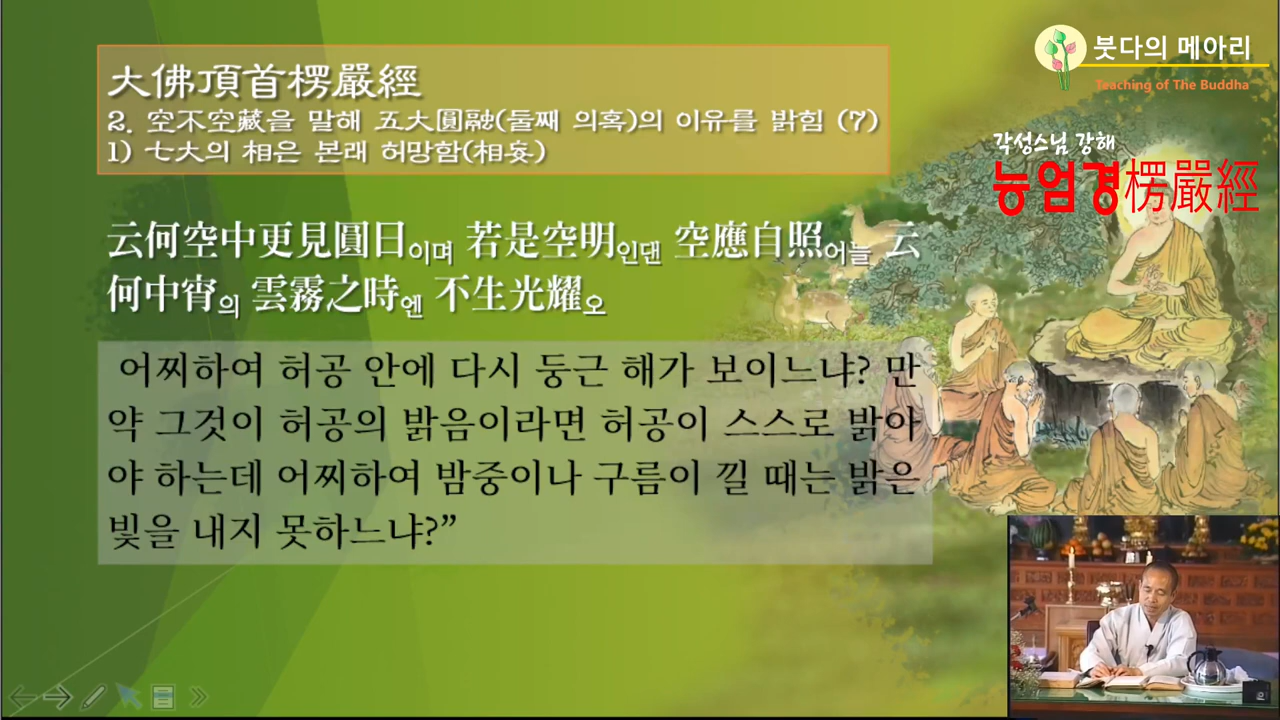 大佛頂首楞嚴經
2. 空不空藏을 말해 五大圓融(둘째 의혹)의 이유를 밝힘 (7)
1) 七大의 相은 본래 허망함(相妄)
云何空中更見圓日이며 若是空明인댄 空應自照어늘 云
何中宵의 雲霧之時엔 不生光耀오
어찌하여 허공 안에 다시 둥근 해가 보이느냐? 만
약 그것이 허공의 밝음이라면 허공이 스스로 밝아
야 하는데 어찌하여 밤중이나 구름이 낄 때는 밝은
빛을 내지 못하느냐?”
붓다의 메아리
Teaching of The Buddha
각성스님 강해
능엄경楞嚴經